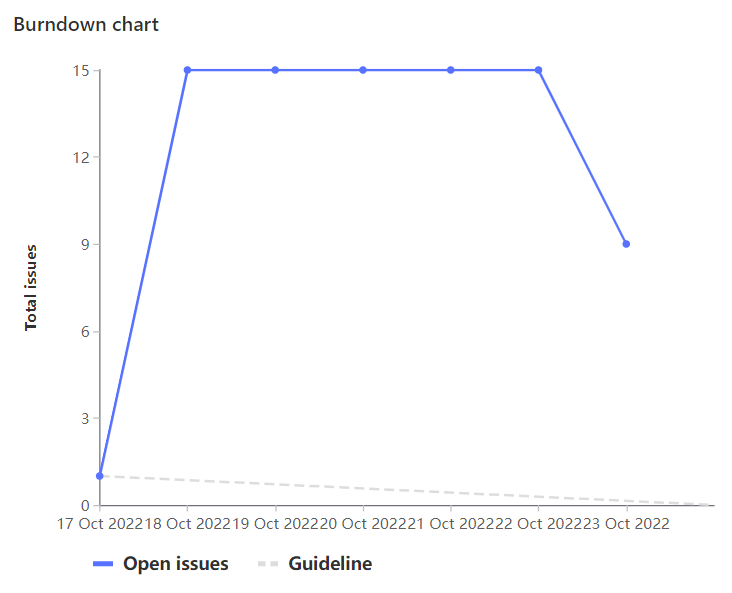 Burndown chart
15
12
9
6
3
0
Total issues
17 Oct 2022 18 Oct 2022 19 Oct 2022 20 Oct 2022 21 Oct 2022 22 Oct 2022 23 Oct 2022
Open issues Guideline